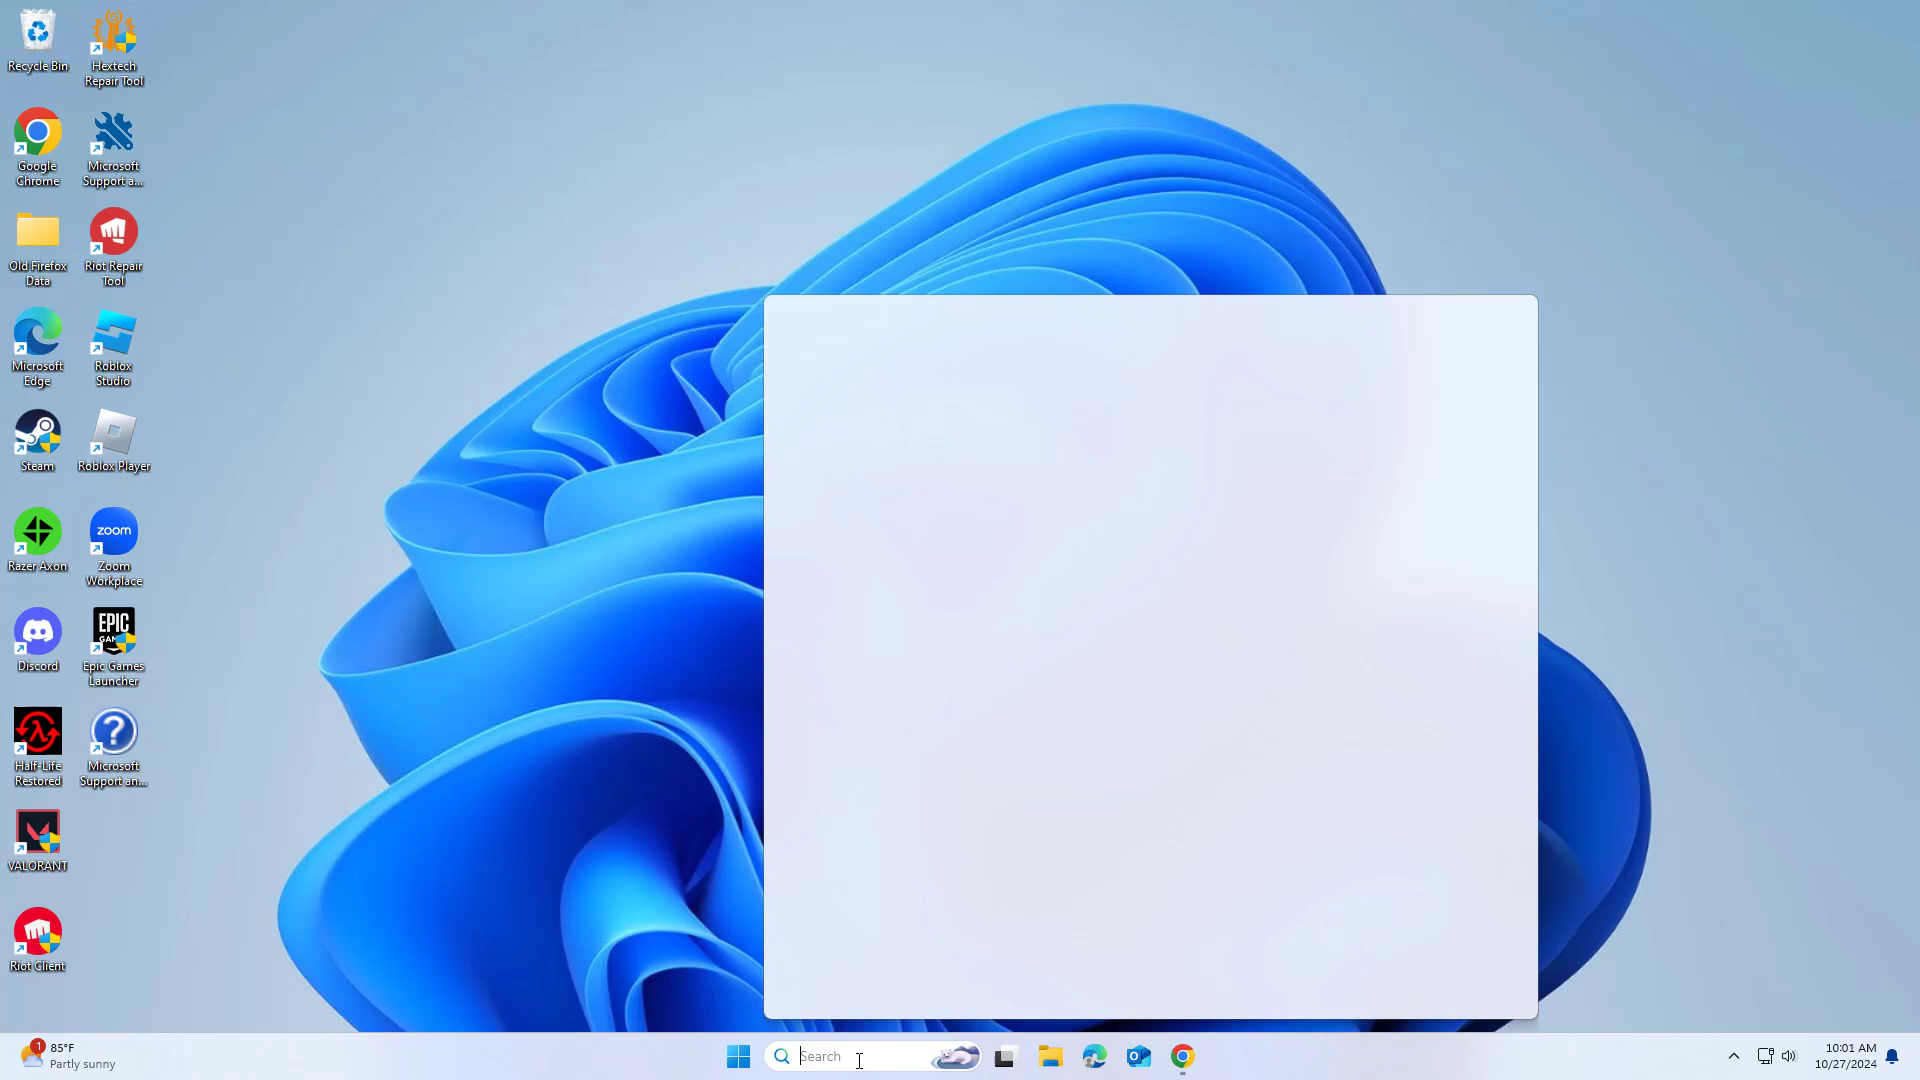 Recycle Bin
Hextech
Repair Tool
Google
Chrome
Microsoft
Support a...
Old Firefox
Data
Riot Repair
Tool
Microsoft
Edge
Roblox
Studio
Steam
Roblox Player
Razer Axon
zoom
Zoom
Workplace
Discord
EPIC
GAM
Epic Games
Launcher
Half-Life
Restored
Microsoft
Support an...
VALORANT
Riot Client
1
85°F
Partly sunny
Search
10:01 AM
10/27/2024